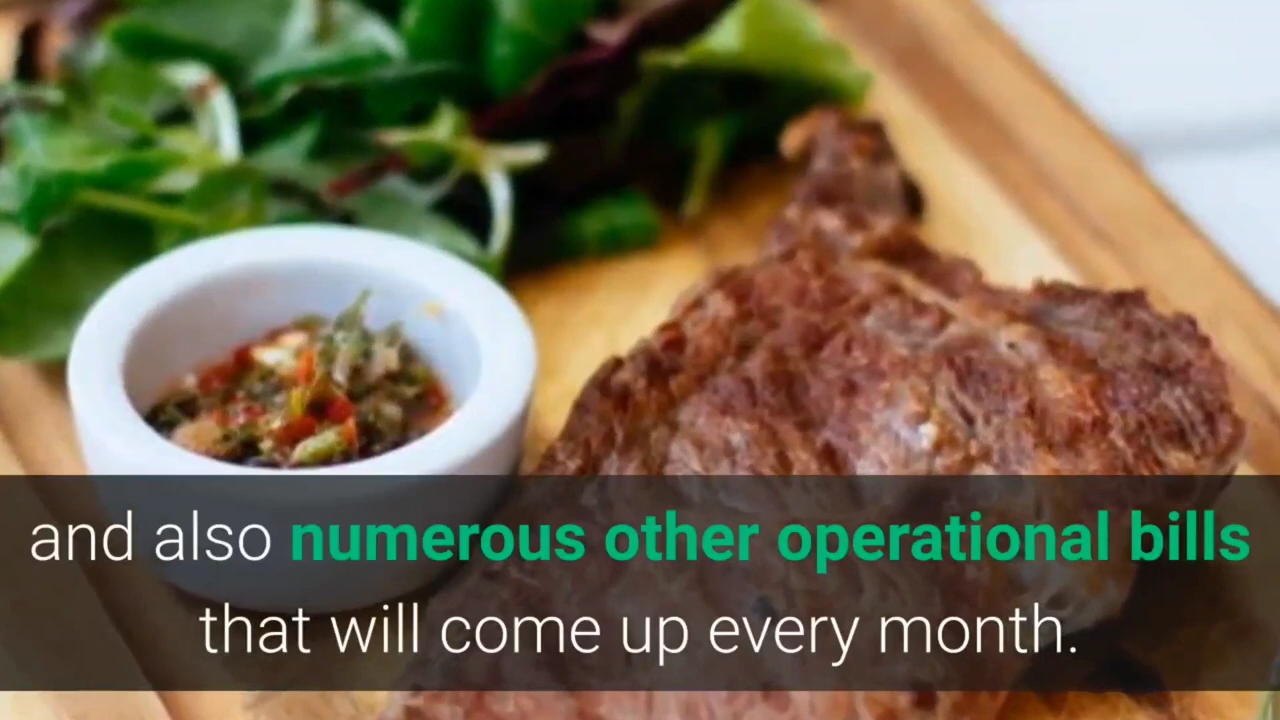 and also numerous other operational bills
that will come up every month.